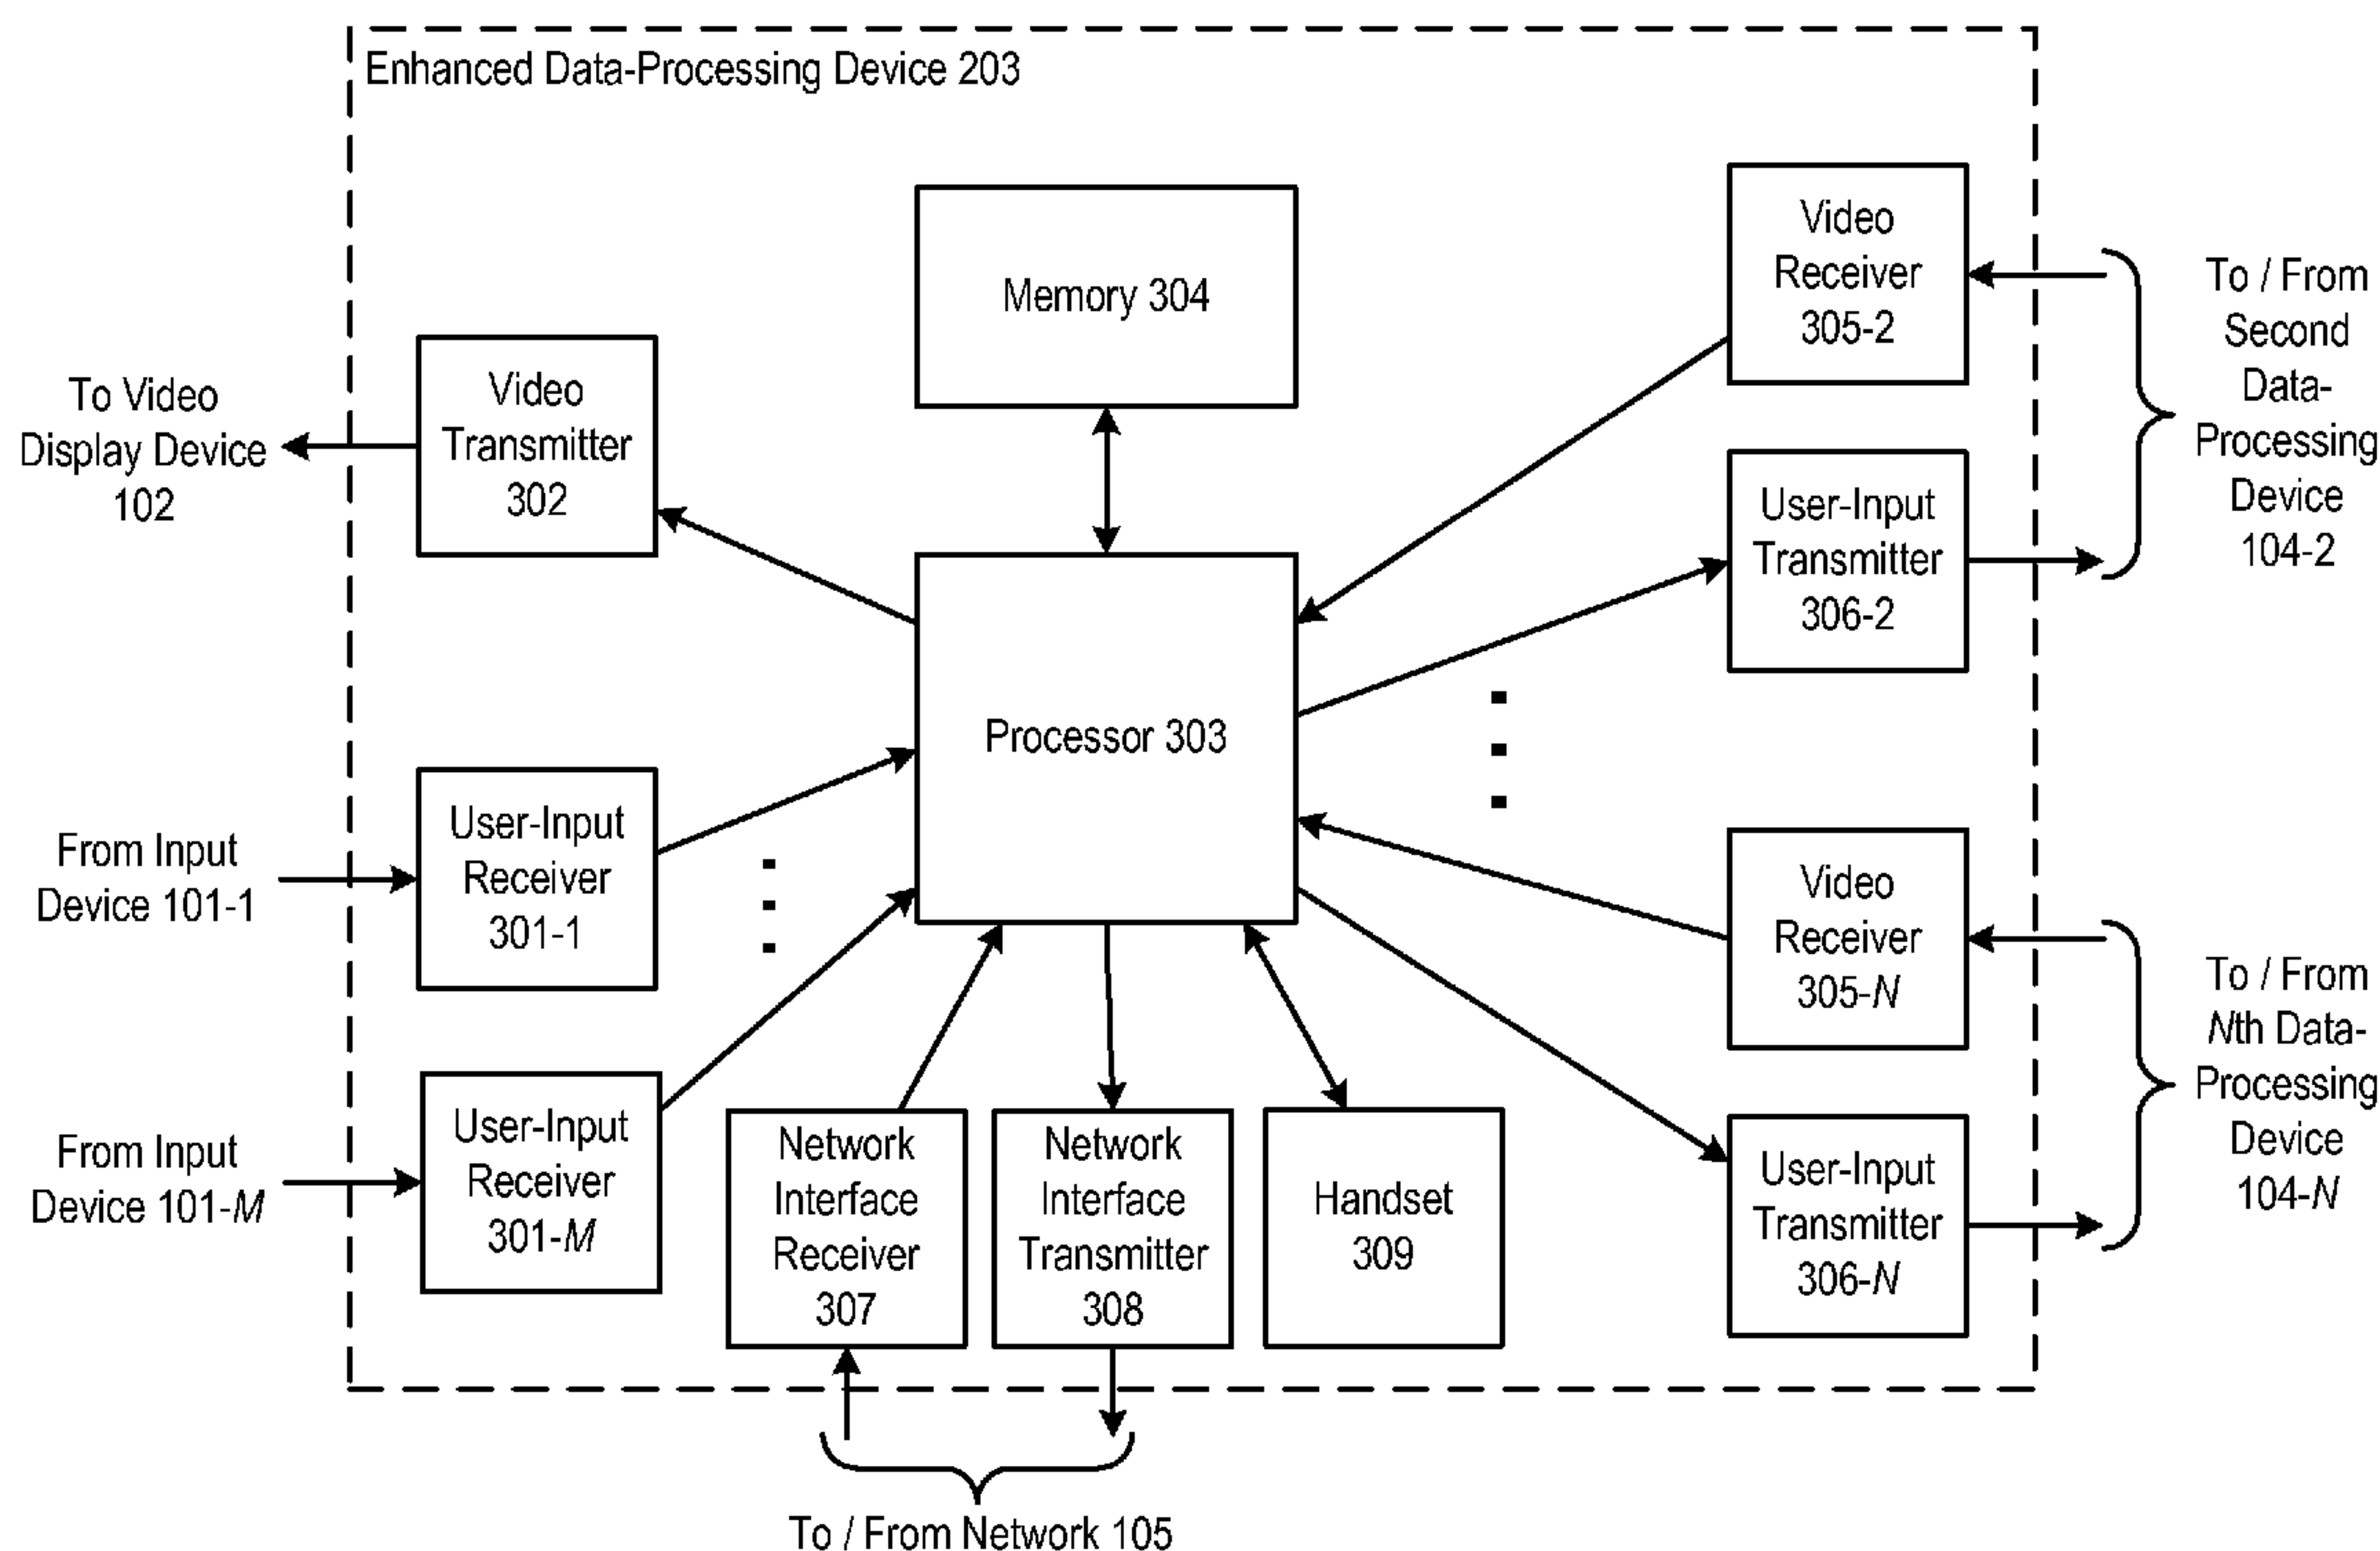 Enhanced Data-Processing Device 203
Memory 304
Video
Receiver
305-2
To / From
Second
Data-
Processing
Device
104-2
To Video
Display Device
102
Video
Transmitter
302
User-Input
Transmitter
306-2
Processor 303
From Input
Device 101-1
User-Input
Receiver
301-1
Video
Receiver
305-N
To / From
Nth Data-
Processing
Device
104-N
From Input
Device 101-M
User-Input
Receiver
301-M
Network
Interface
Receiver
307
Network
Interface
Transmitter
308
Handset
309
User-Input
Transmitter
306-N
To / From Network 105